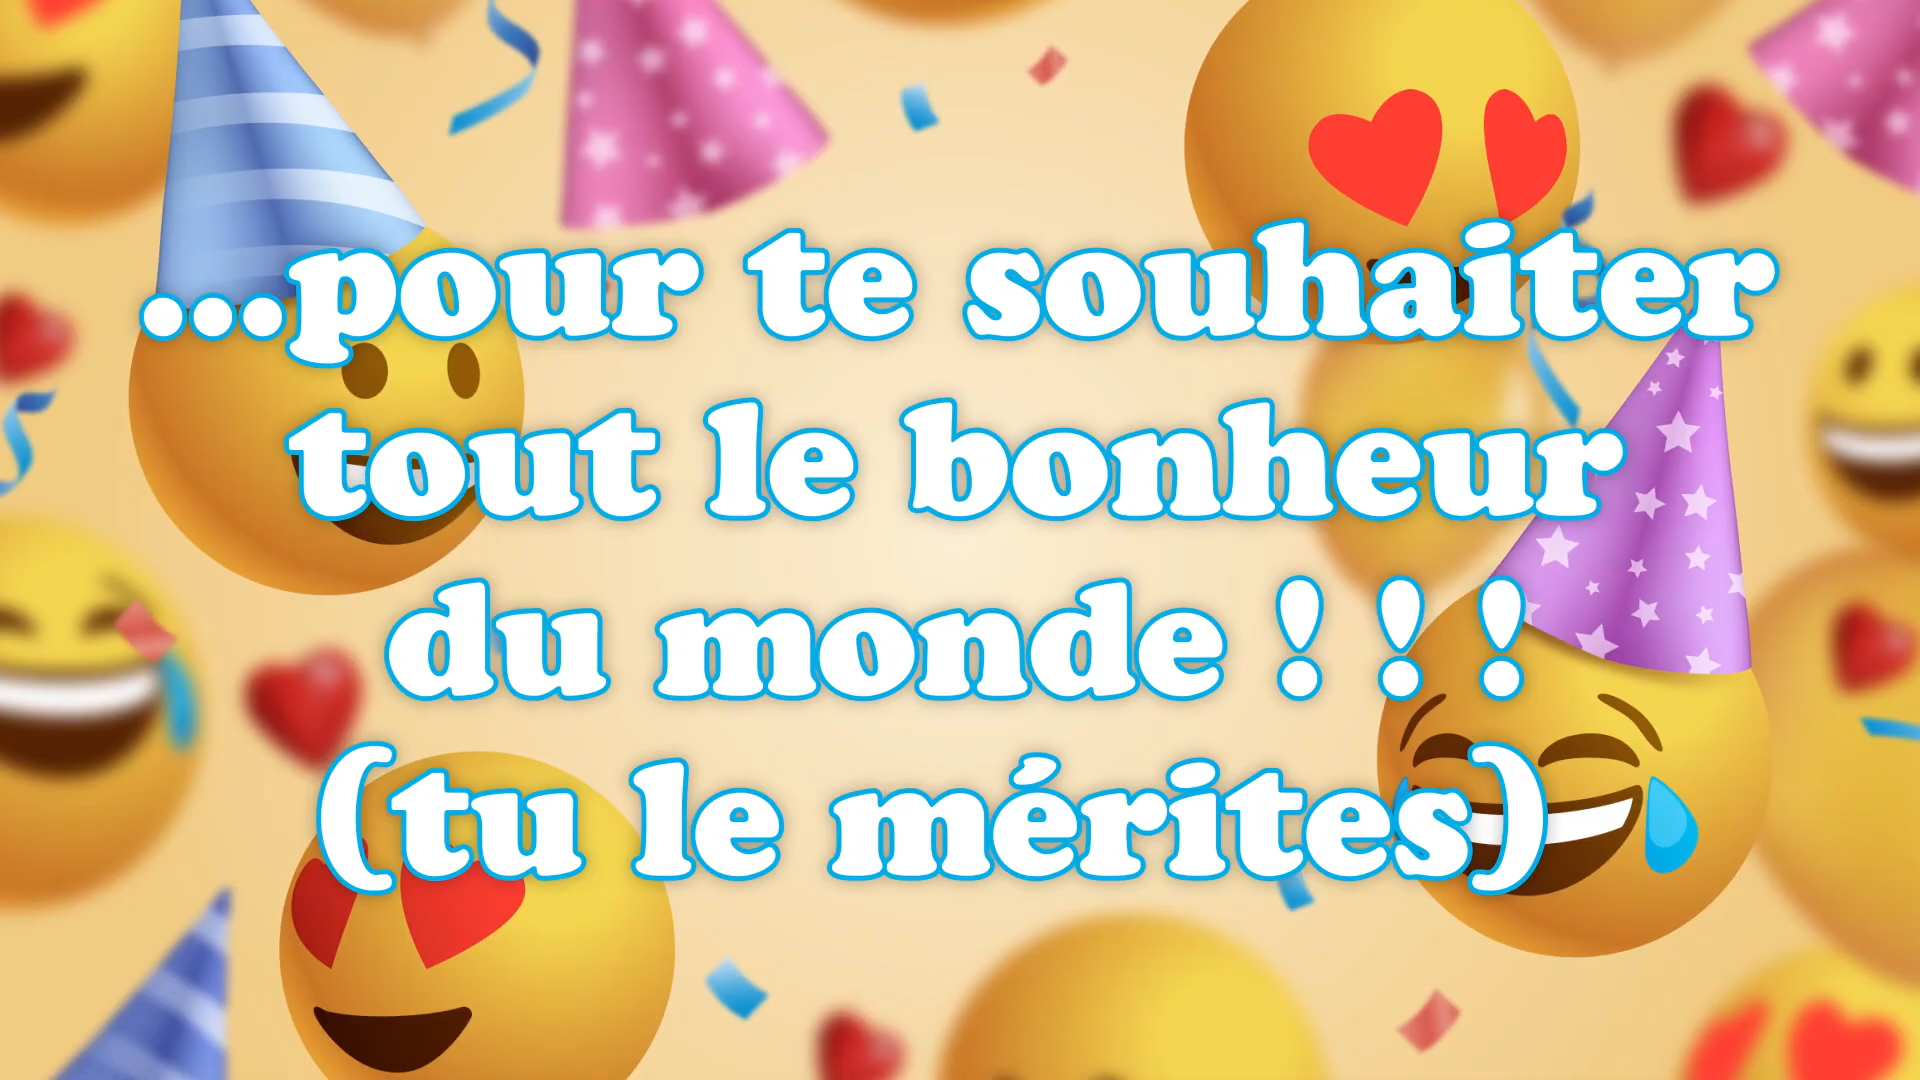 ...pour te souhaiter
tout le bonheur
du monde ! ! !
(tu le mérites)